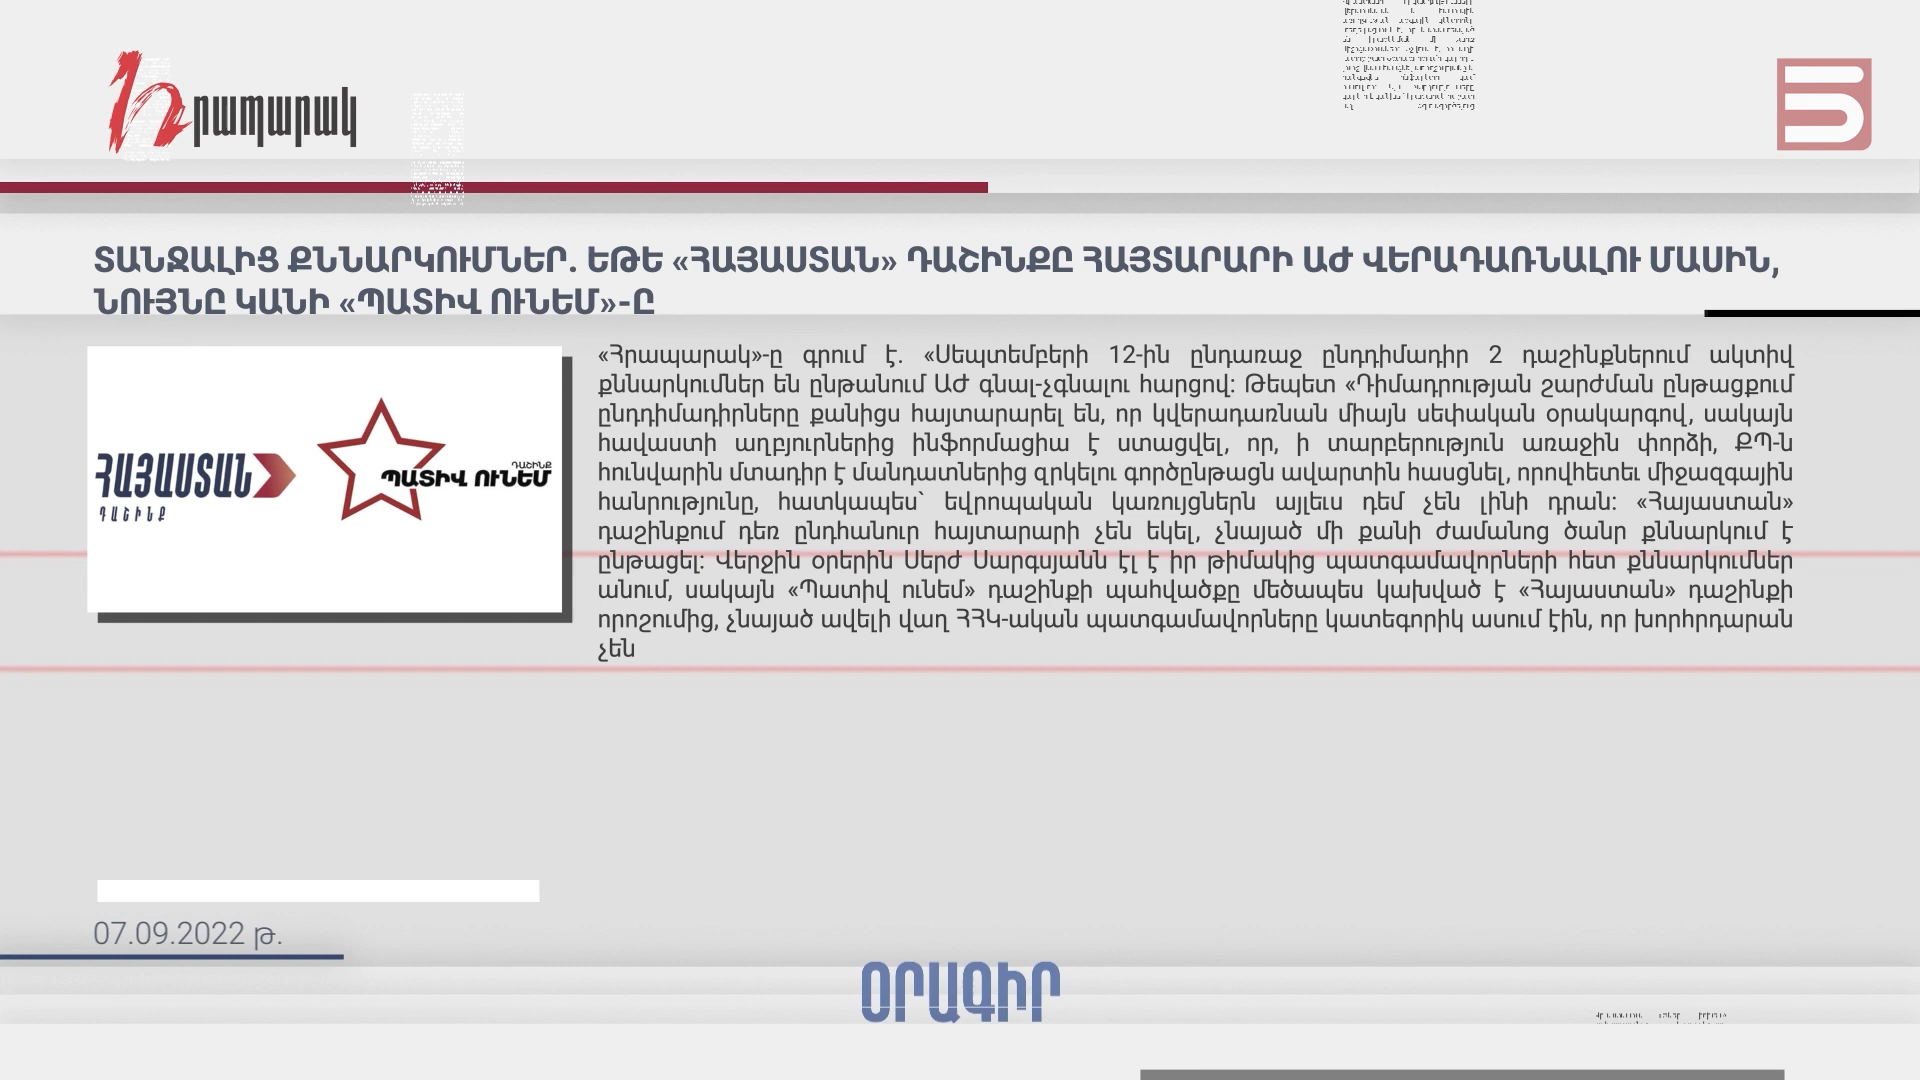 Հրապարակ
ՏԱՆՋԱԼԻՑ ՔՆՆԱՐԿՈՒՄՆԵՐ. ԵԹԵ «ՀԱՅԱՍՏԱՆ» ԴԱՇԻՆՔԸ ՀԱՅՏԱՐԱՐԻ ԱԺ ՎԵՐԱԴԱՌՆԱԼՈՒ ՄԱՍԻՆ,
ՆՈՒՅՆԸ ԿԱՆԻ «ՊԱՏԻՎ ՈՒՆԵՄ»-Ը
ՀԱՅԱՍՏԱՆ
ԴԱՇԻՆՔ
ԴԱՇԻՆՔ
ՊԱՏԻՎ ՈՒՆԵՄ
«Հրապարակ»-ը գրում է. «Սեպտեմբերի 12-ին ընդառաջ ընդդիմադիր 2 դաշինքներում ակտիվ
քննարկումներ են ընթանում ԱԺ գնալ-չգնալու հարցով: Թեպետ «Դիմադրության շարժման ընթացքում
ընդդիմադիրները քանիցս հայտարարել են, որ կվերադառնան միայն սեփական օրակարգով, սակայն
հավաստի աղբյուրներից ինֆորմացիա է ստացվել, որ, ի տարբերություն առաջին փորձի, ՔՊ-ն
հունվարին մտադիր է մանդատներից զրկելու գործընթացն ավարտին հասցնել, որովհետեւ միջազգային
հանրությունը, հատկապես՝ եվրոպական կառույցներն այլեւս դեմ չեն լինի դրան: «Հայաստան»
դաշինքում դեռ ընդհանուր հայտարարի չեն եկել, չնայած մի քանի ժամանոց ծանր քննարկում է
ընթացել: Վերջին օրերին Սերժ Սարգսյանն էլ է իր թիմակից պատգամավորների հետ քննարկումներ
անում, սակայն «Պատիվ ունեմ» դաշինքի պահվածքը մեծապես կախված է «Հայաստան» դաշինքի
որոշումից, չնայած ավելի վաղ ՀՀԿ-ական պատգամավորները կատեգորիկ ասում էին, որ խորհրդարան
չեն
07.09.2022 թ.
ՕՐԱԳԻՐ